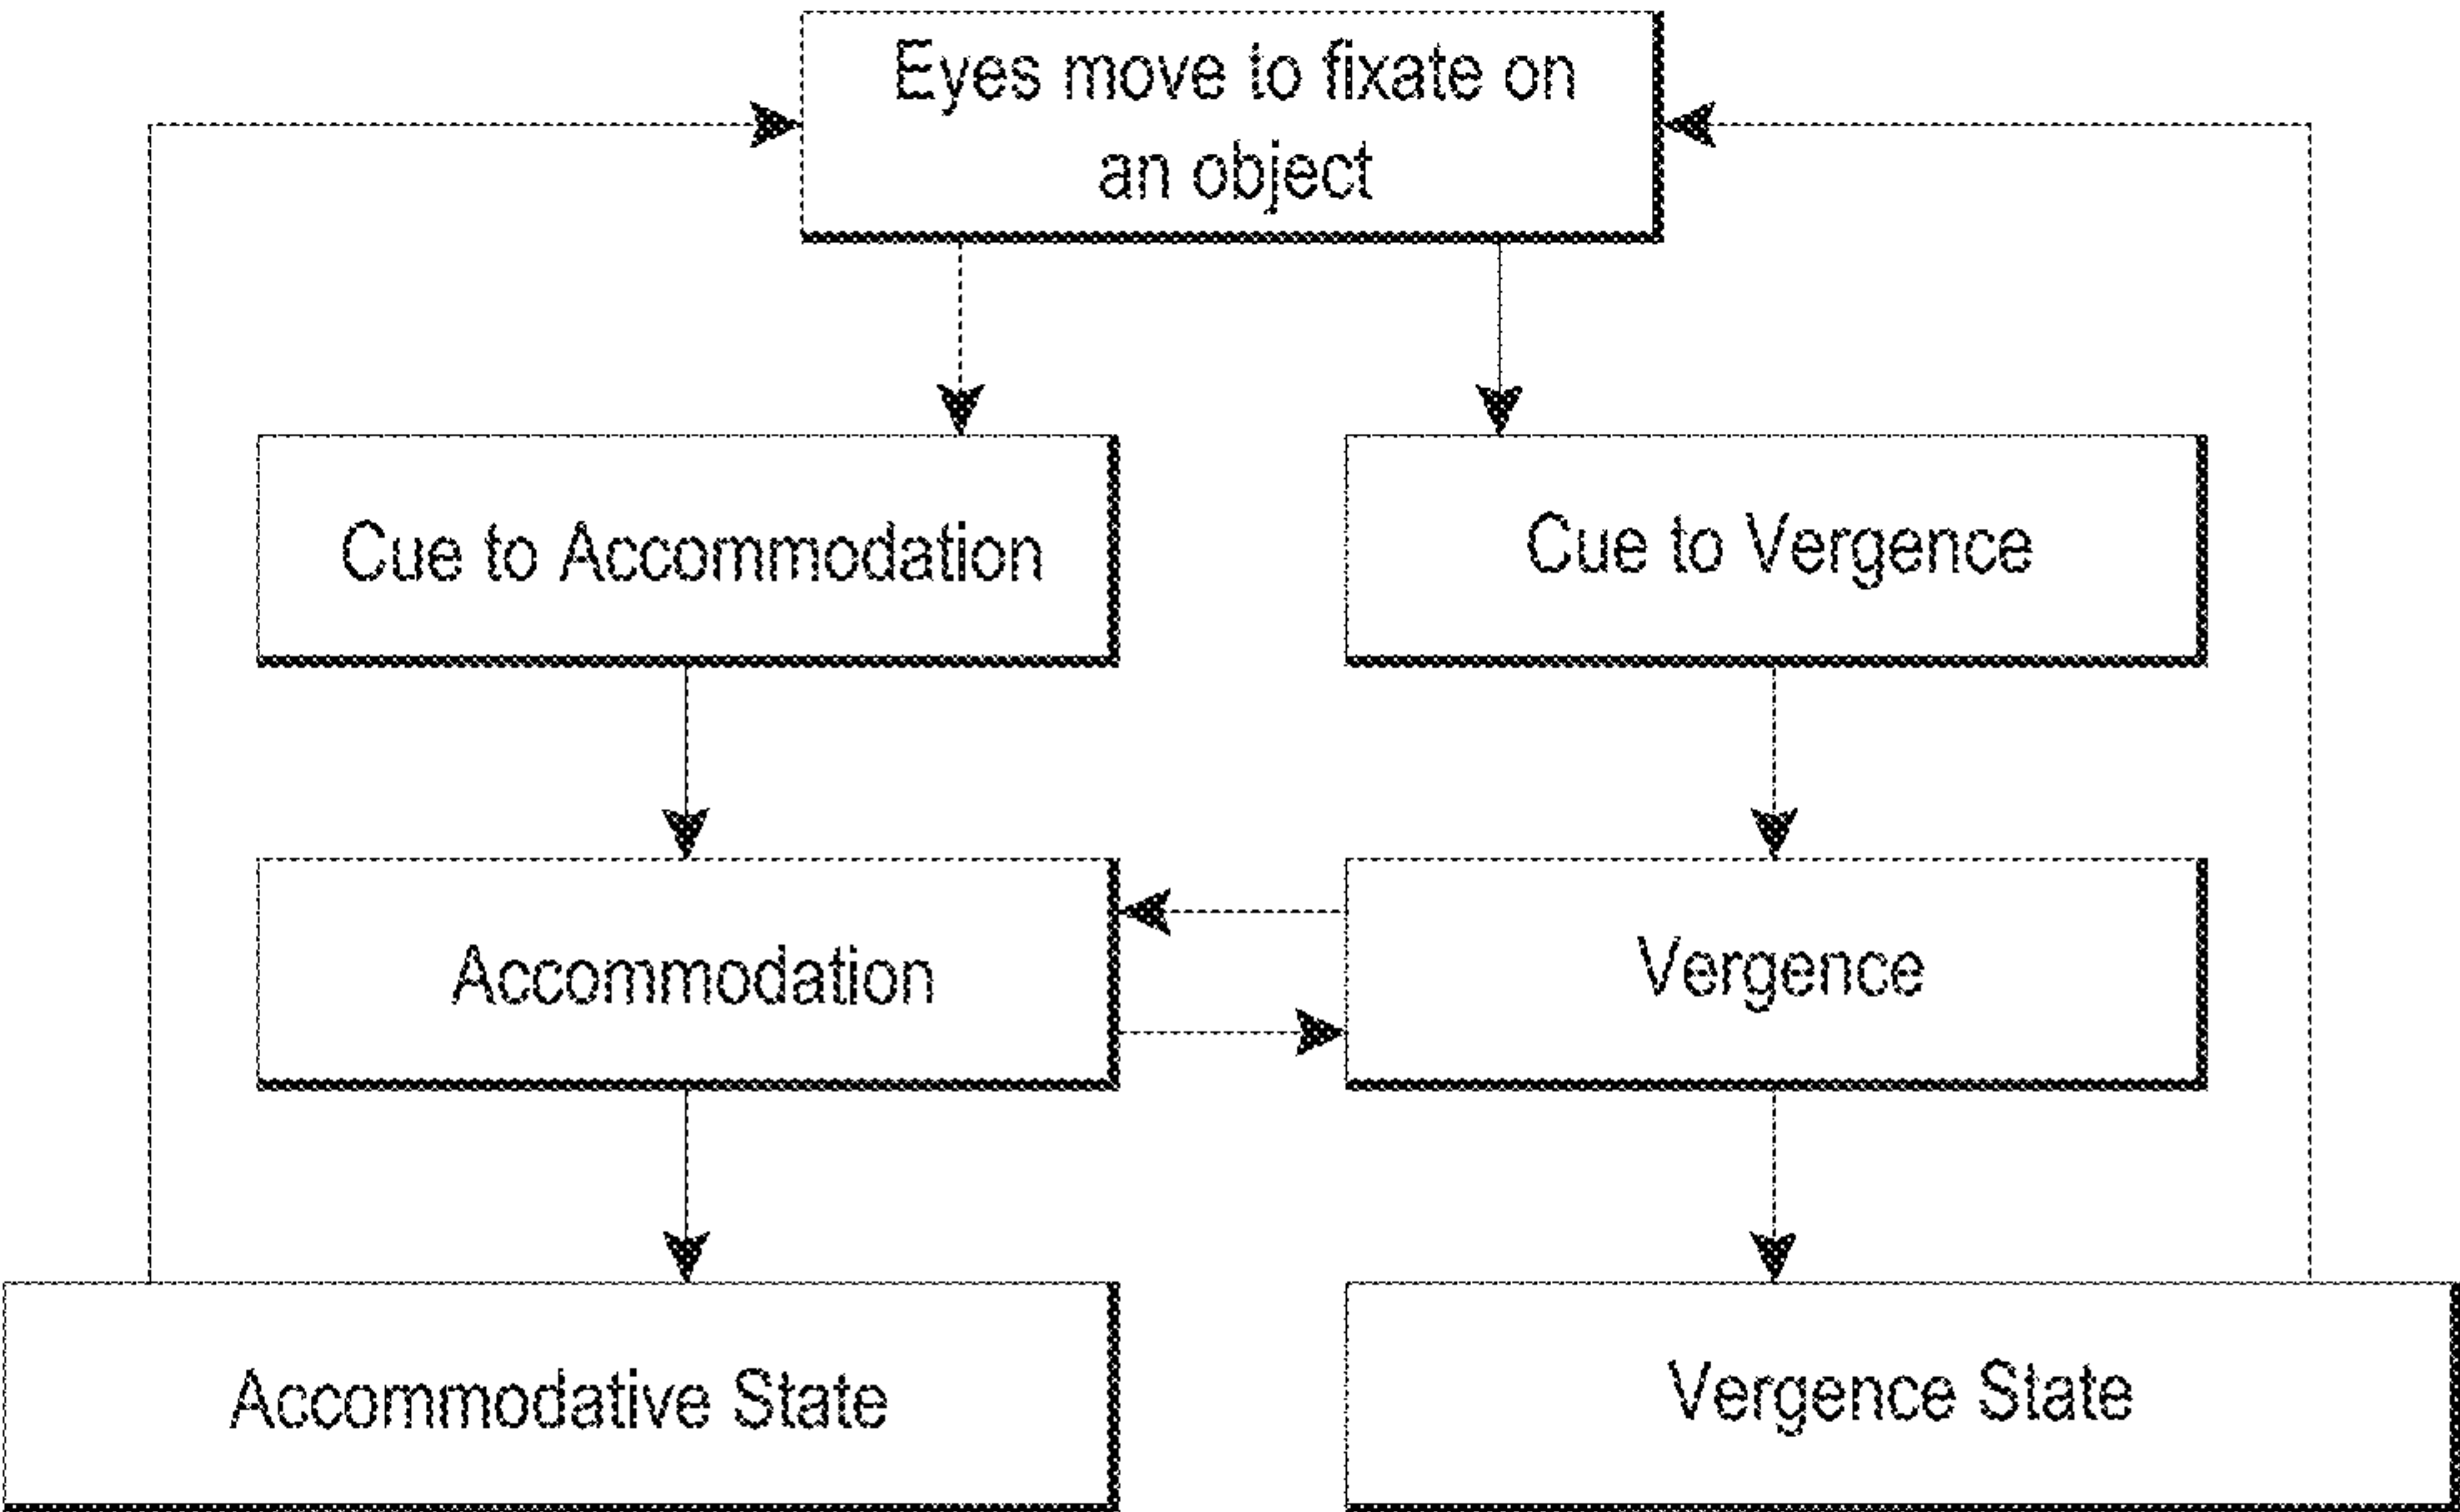 Eyes move to fixate on
an object
Cue to Accommodation
Cue to Vergence
Accommodation
Vergence
Accommodative State
Vergence State